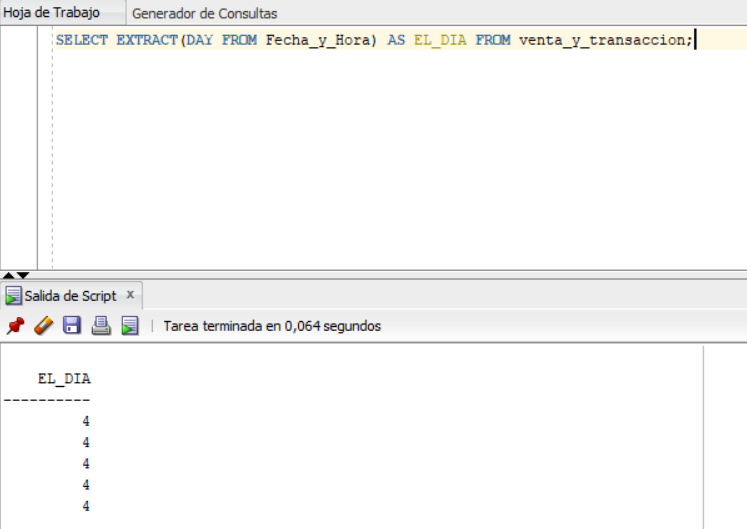 Hoja de Trabajo Generador de Consultas
SELECT EXTRACT(DAY FROM Fecha_y_Hora) AS EL_DIA FROM venta_y_transaccion;
Salida de Script x
Tarea terminada en 0,064 segundos
EL_DIA
----------
4
4
4
4
4